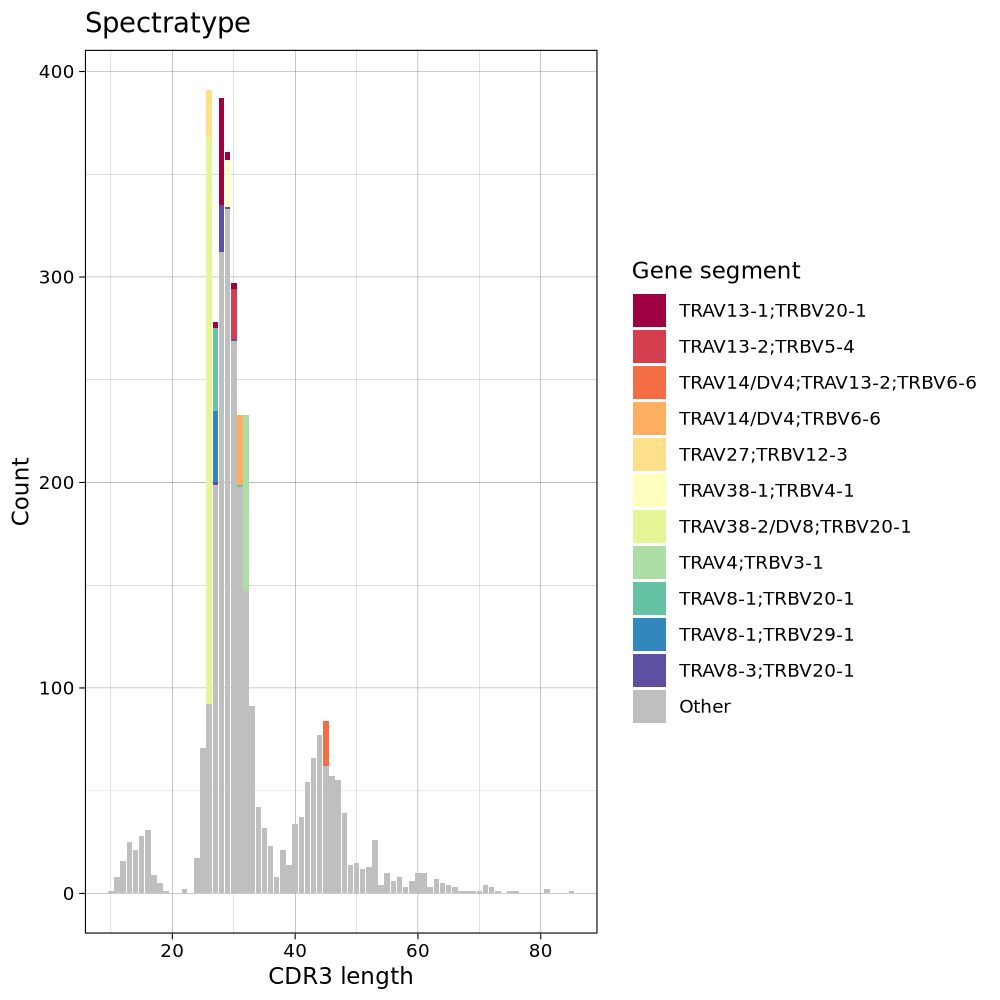 Spectratype
400
300
200
100
0
Count
20
40
60
80
CDR3 length
Gene segment
TRAV13-1;TRBV20-1
TRAV13-2;TRBV5-4
TRAV14/DV4;TRAV13-2;TRBV6-6
TRAV14/DV4;TRBV6-6
TRAV27;TRBV12-3
TRAV38-1;TRBV4-1
TRAV38-2/DV8;TRBV20-1
TRAV4;TRBV3-1
TRAV8-1;TRBV20-1
TRAV8-1;TRBV29-1
TRAV8-3;TRBV20-1
Other